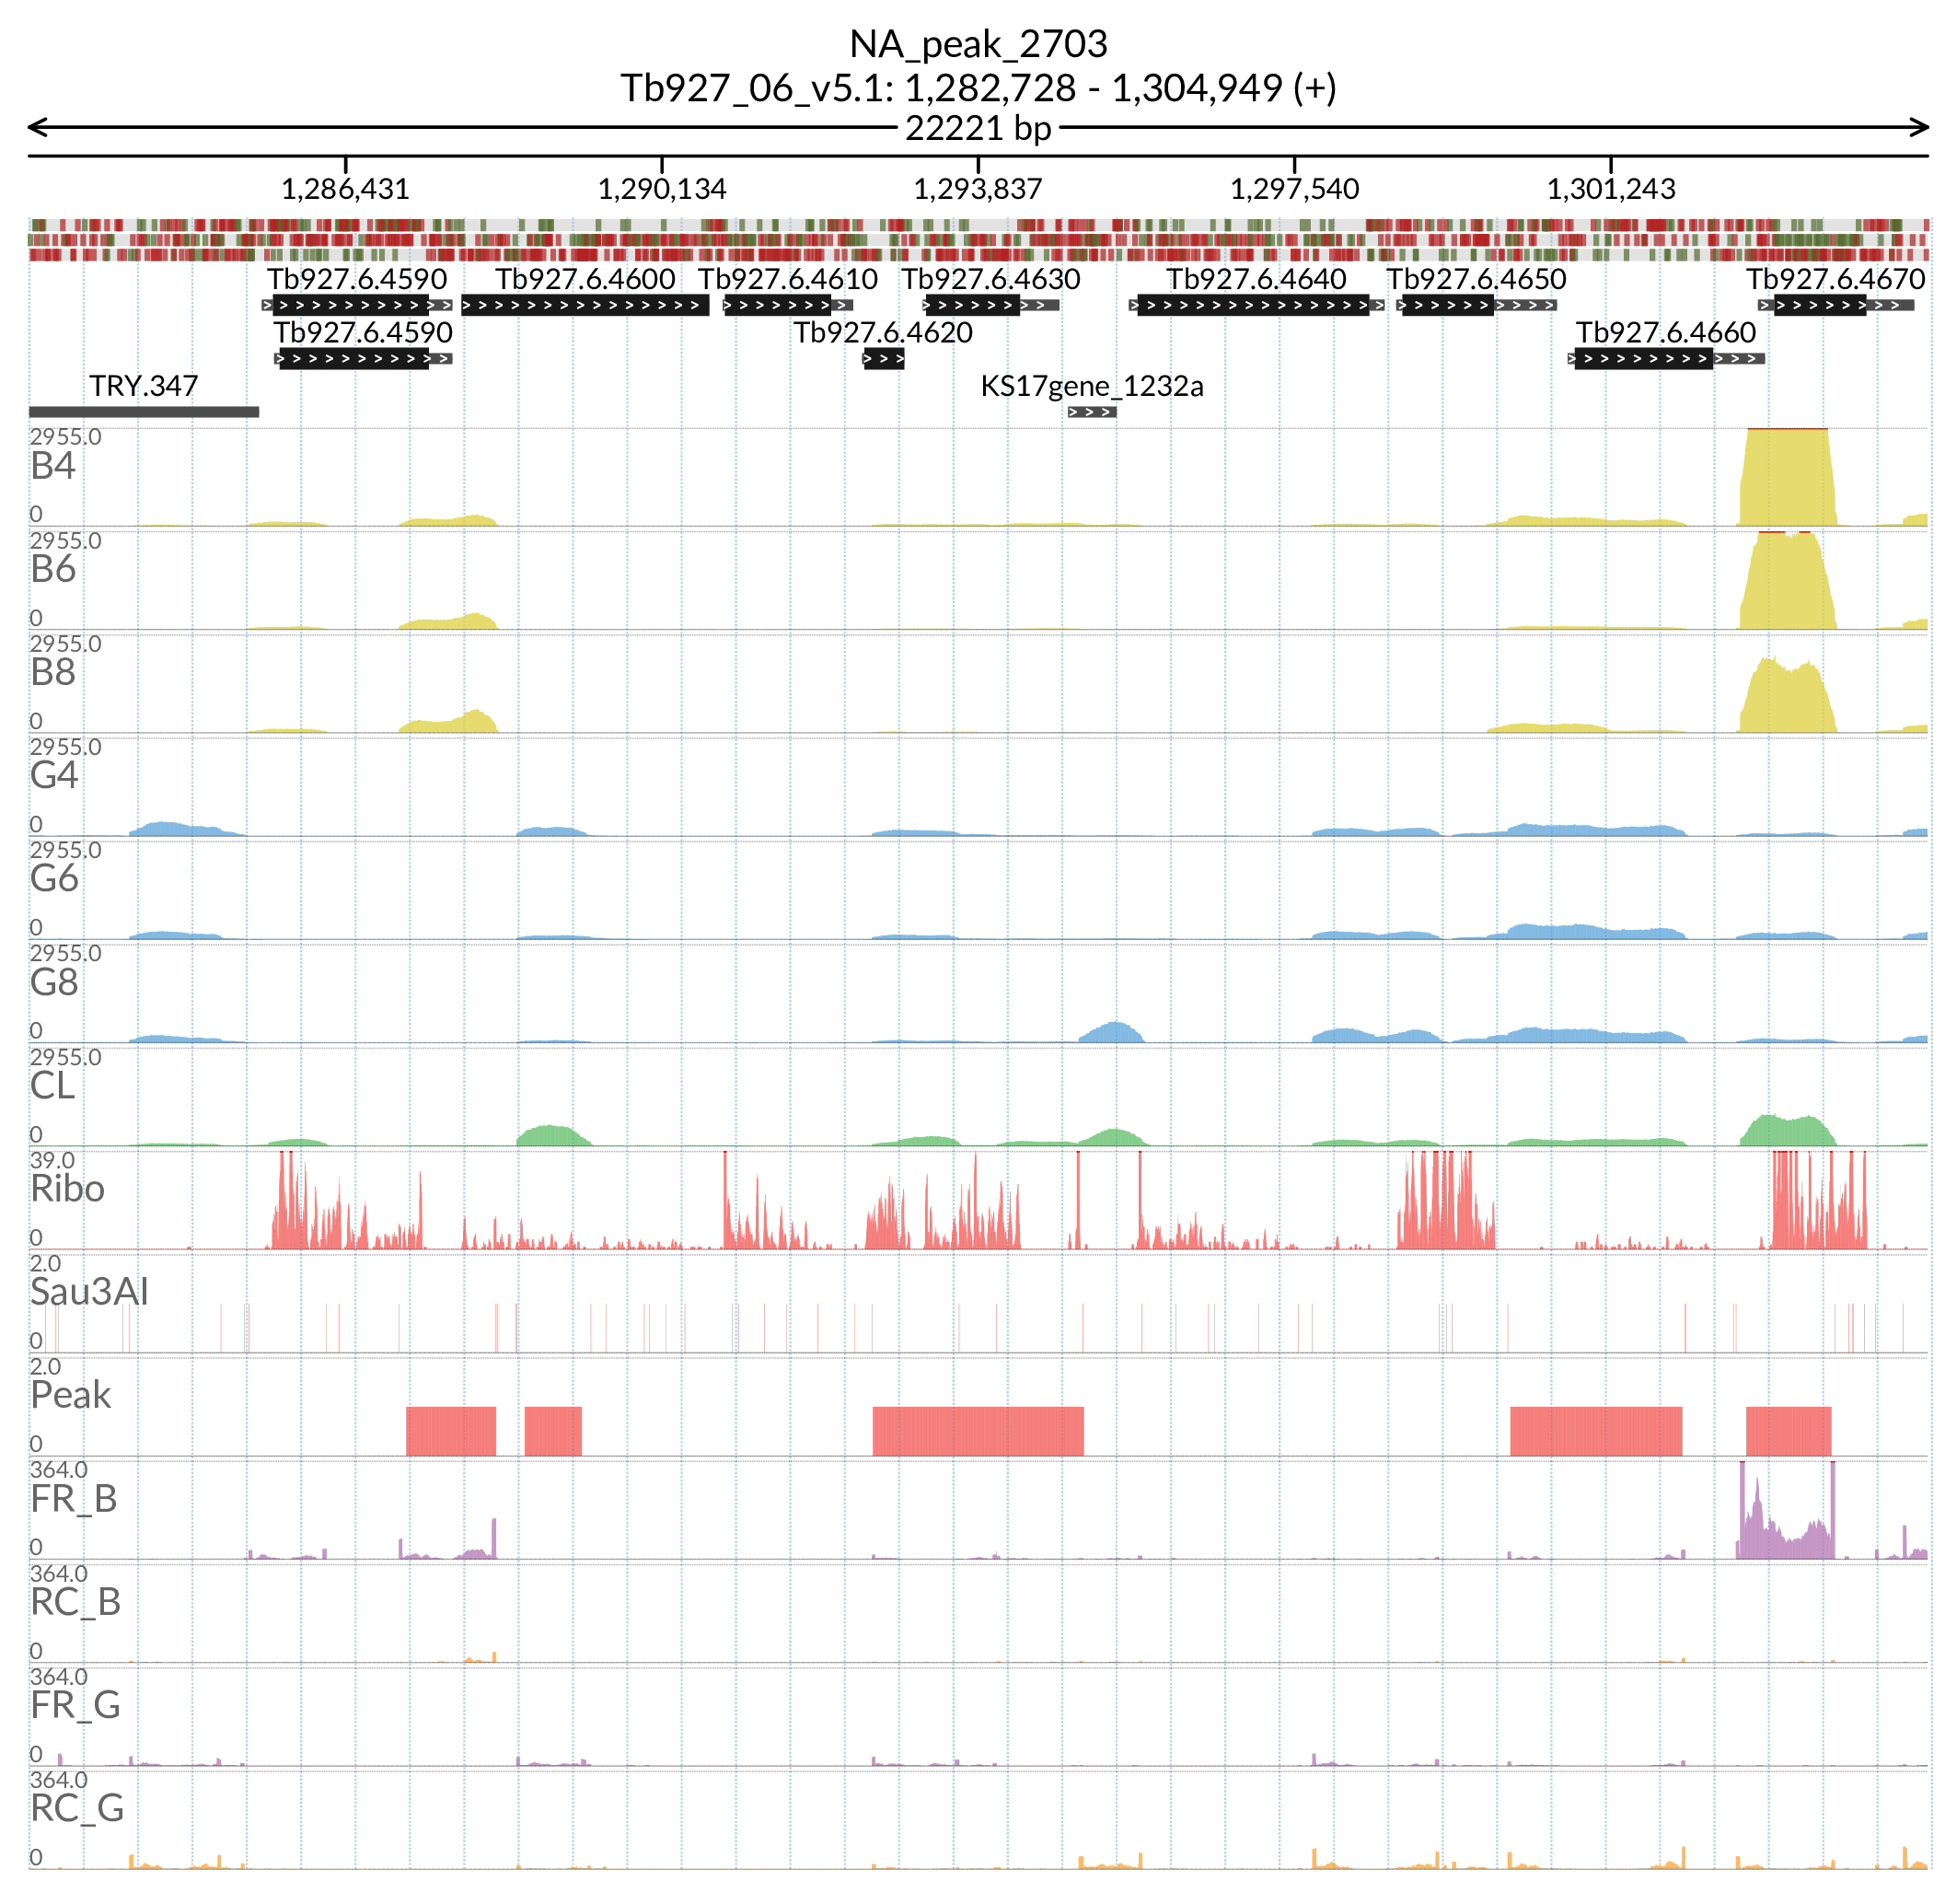 NA_peak_2703
Tb927_06_v5.1: 1,282,728 - 1,304,949 (+)
22221 bp
1,286,431 1,290,134 1,293,837 1,297,540 1,301,243
Tb927.6.4590 Tb927.6.4600 Tb927.6.4610 Tb927.6.4630 Tb927.6.4640 Tb927.6.4650 Tb927.6.4670
Tb927.6.4590 Tb927.6.4620 Tb927.6.4660
TRY.347 KS17gene_1232a
2955.0
B4
0
2955.0
B6
0
2955.0
B8
0
2955.0
G4
0
2955.0
G6
0
2955.0
G8
0
2955.0
CL
0
39.0
Ribo
0
2.0
Sau3AI
0
2.0
Peak
0
364.0
FR_B
0
364.0
RC_B
0
364.0
FR_G
0
364.0
RC_G
0